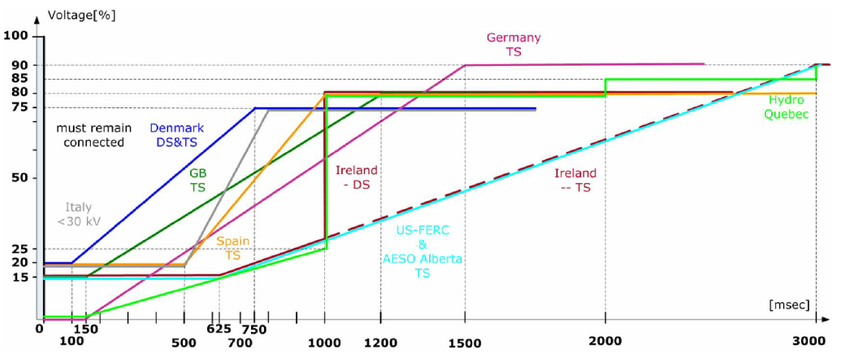 Voltage[%]
100
90
85
80
75
50
25
20
15
Germany
TS
must remain
connected
Denmark
DS&TS
GB
TS
Italy
<30 kV
Spain
TS
Ireland
- DS
Ireland
-- TS
Hydro
Quebec
US-FERC
&
AESO Alberta
TS
[msec]
0 150 625 750
100 500 700 1000 1200 1500 2000 3000